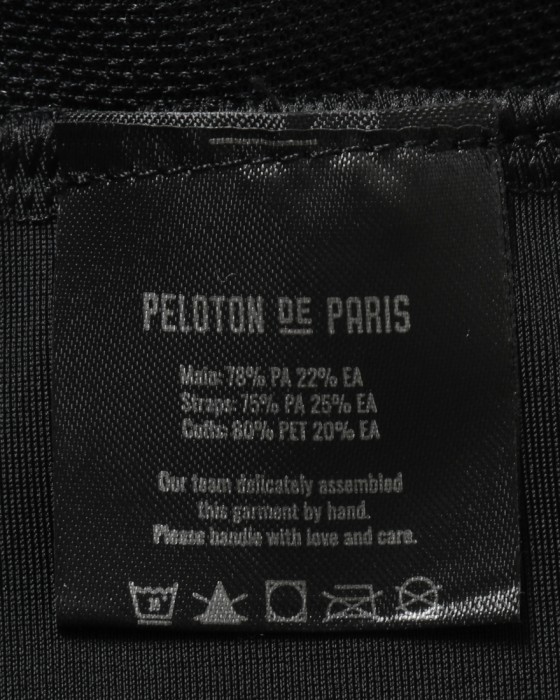 PELOTON DE PARIS
Main: 78% PA 22% EA
Straps: 75% PA 25% EA
Cuffs: 80% PET 20% EA
Our team delicately assembled
this garment by hand.
Please handle with love and care.